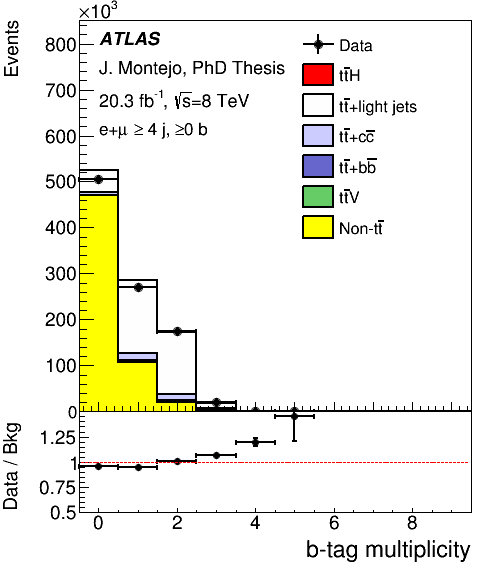 ×10³
Events
800
700
600
500
400
300
200
100
0
ATLAS
J. Montejo, PhD Thesis
20.3 fb⁻¹, √s=8 TeV
e+μ ≥ 4 j, ≥0 b
Data
tt̄H
tt̄+light jets
tt̄+cc̄
tt̄+bb̄
tt̄V
Non-tt̄
Data / Bkg
1.25
1
0.75
0.5
0 2 4 6 8
b-tag multiplicity